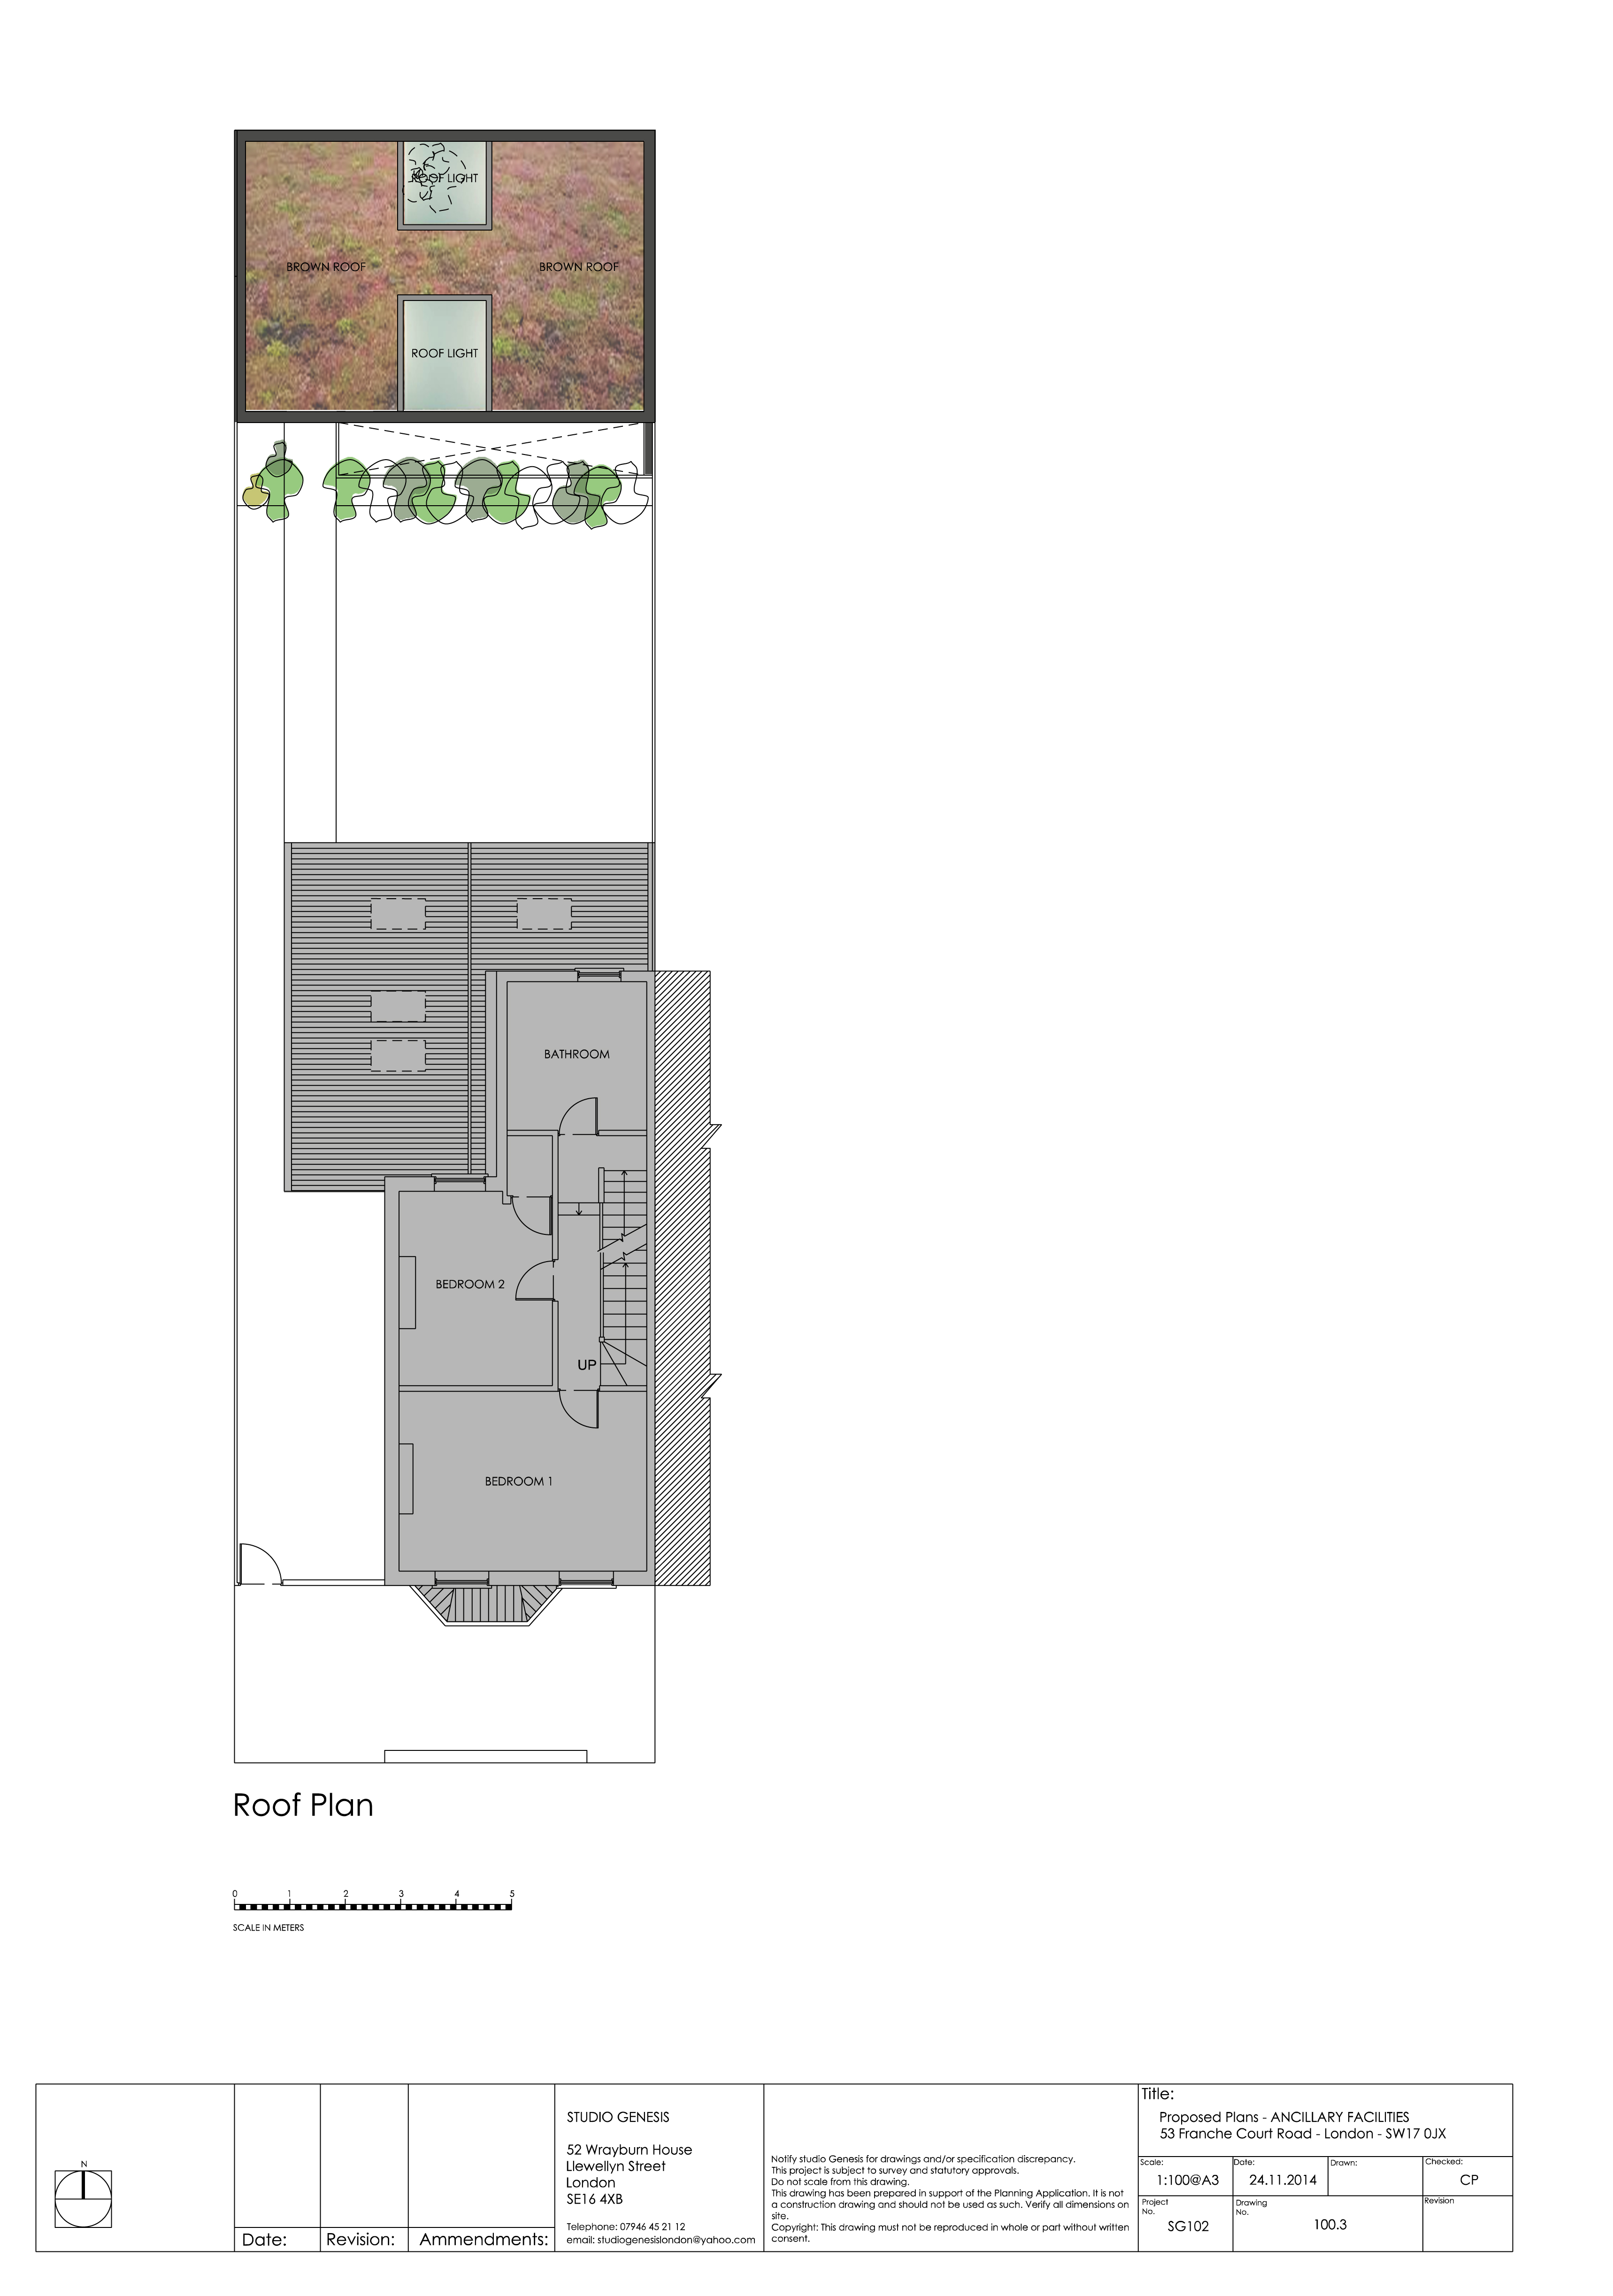 ROOF LIGHT
BROWN ROOF
BROWN ROOF
ROOF LIGHT
BATHROOM
BEDROOM 2
UP
BEDROOM 1
Roof Plan
0 1 2 3 4 5
SCALE IN METERS
N
Date:
Revision:
Ammendments:
STUDIO GENESIS
52 Wrayburn House
Llewellyn Street
London
SE16 4XB
Telephone: 07946 45 21 12
email: studiogenesislondon@yahoo.com
Notify studio Genesis for drawings and/or specification discrepancy.
This project is subject to survey and statutory approvals.
Do not scale from this drawing.
This drawing has been prepared in support of the Planning Application. It is not
a construction drawing and should not be used as such. Verify all dimensions on
site.
Copyright: This drawing must not be reproduced in whole or part without written
consent.
Title:
Proposed Plans - ANCILLARY FACILITIES
53 Franche Court Road - London - SW17 0JX
Scale:
1:100@A3
Date:
24.11.2014
Drawn:
Checked:
CP
Project
No.
SG102
Drawing
No.
100.3
Revision